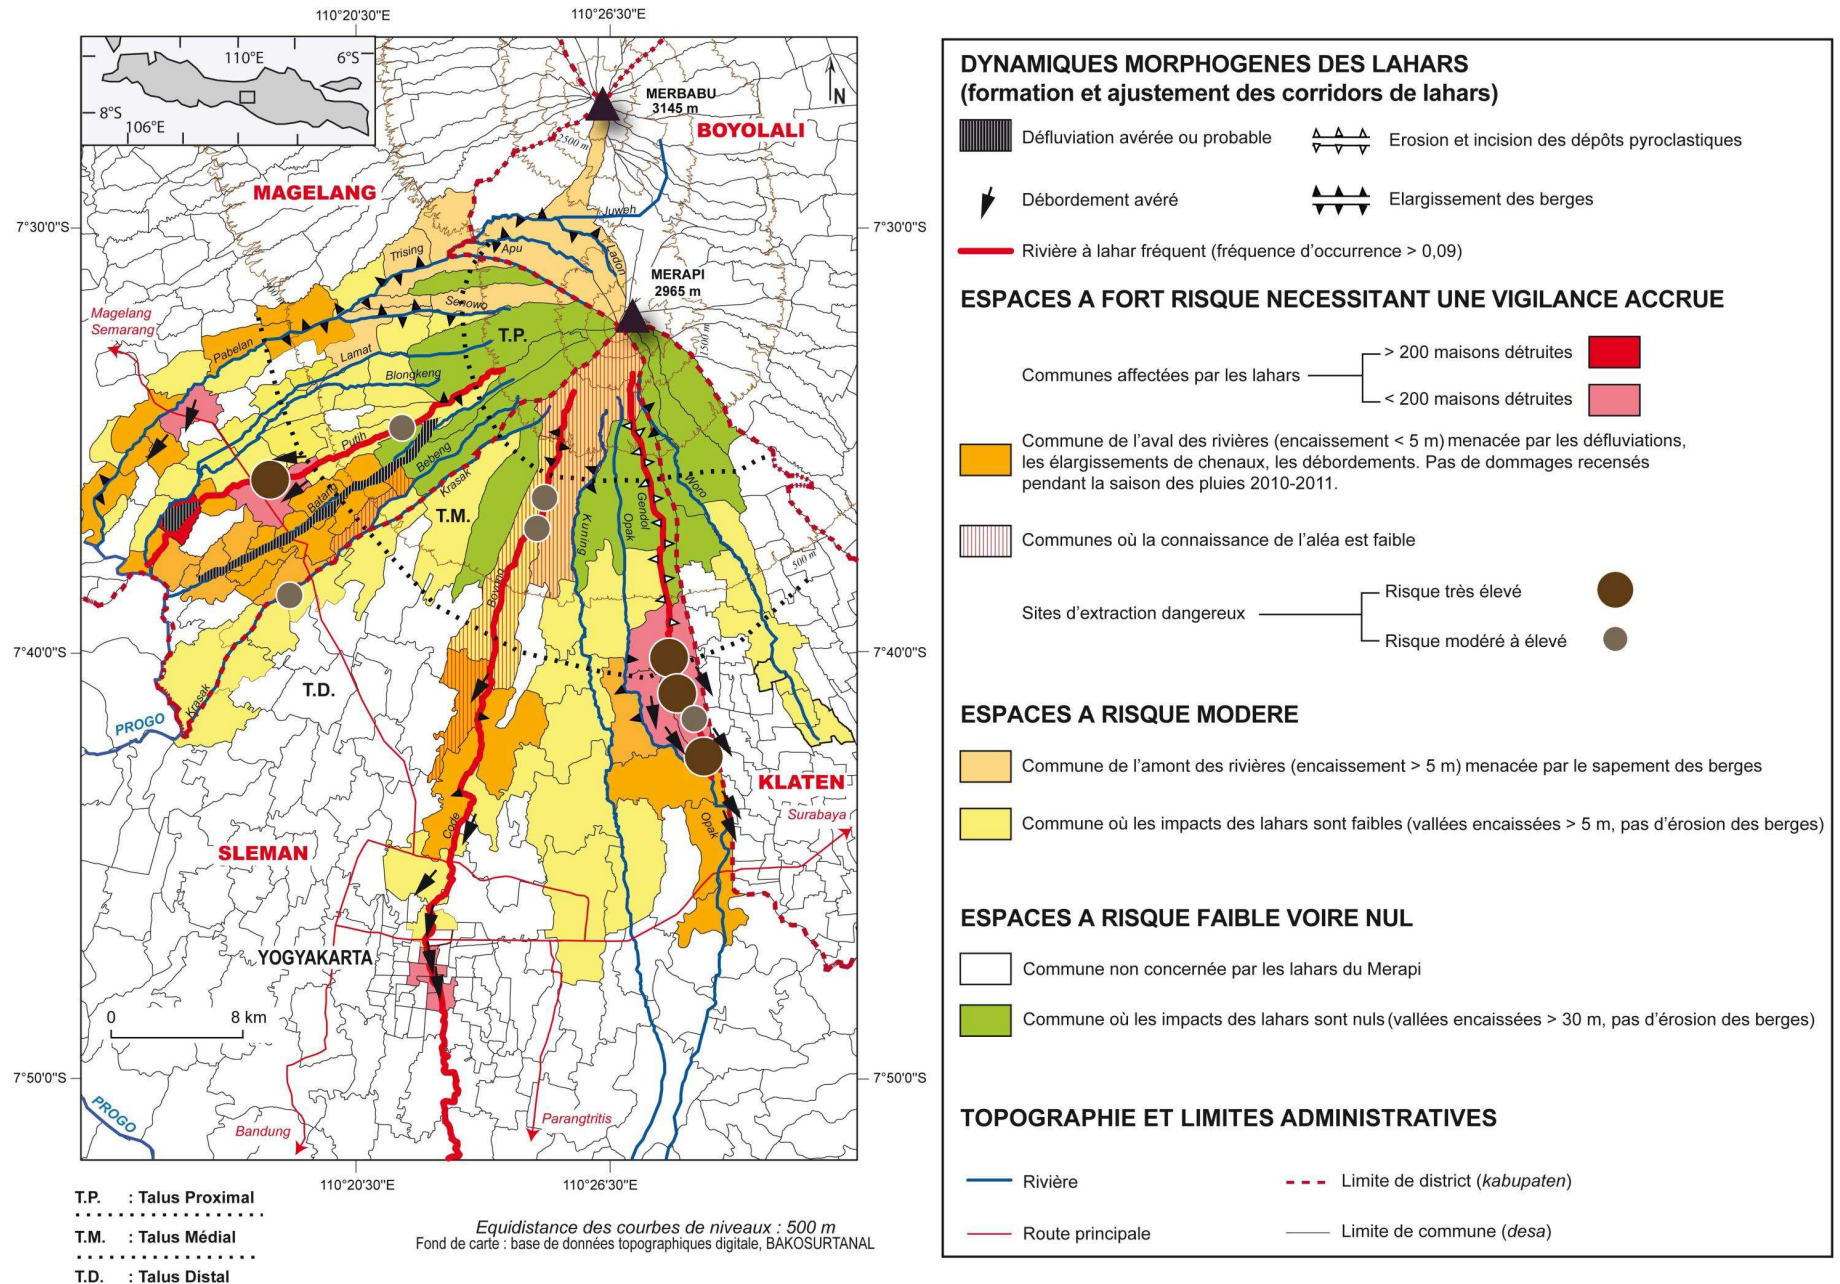 110°20'30"E
110°26'30"E
110°E
6°S
8°S
106°E
N
MERBABU
3145 m
BOYOLALI
2500 m
MAGELANG
7°30'0"S
7°30'0"S
Juweh
Apu
Trising
Ladon
MERAPI
2965 m
Senowo
Magelang
Semarang
1500 m
T.P.
Pabelan
Lamat
Blongkeng
Putih
Bebeng
Batang
Krasak
T.M.
Woro
Gendol
Opak
Kuning
500 m
Boyong
7°40'0"S
7°40'0"S
T.D.
Krasak
PROGO
KLATEN
Surabaya
Opak
Code
SLEMAN
YOGYAKARTA
0 8 km
7°50'0"S
7°50'0"S
PROGO
Bandung
Parangtritis
110°20'30"E
110°26'30"E
T.P. : Talus Proximal
T.M. : Talus Médial
T.D. : Talus Distal
Equidistance des courbes de niveaux : 500 m
Fond de carte : base de données topographiques digitale, BAKOSURTANAL
DYNAMIQUES MORPHOGENES DES LAHARS
(formation et ajustement des corridors de lahars)
Défluviation avérée ou probable
Erosion et incision des dépôts pyroclastiques
Débordement avéré
Elargissement des berges
Rivière à lahar fréquent (fréquence d'occurrence > 0,09)
ESPACES A FORT RISQUE NECESSITANT UNE VIGILANCE ACCRUE
Communes affectées par les lahars
> 200 maisons détruites
< 200 maisons détruites
Commune de l'aval des rivières (encaissement < 5 m) menacée par les défluviations,
les élargissements de chenaux, les débordements. Pas de dommages recensés
pendant la saison des pluies 2010-2011.
Communes où la connaissance de l'aléa est faible
Sites d'extraction dangereux
Risque très élevé
Risque modéré à élevé
ESPACES A RISQUE MODERE
Commune de l'amont des rivières (encaissement > 5 m) menacée par le sapement des berges
Commune où les impacts des lahars sont faibles (vallées encaissées > 5 m, pas d'érosion des berges)
ESPACES A RISQUE FAIBLE VOIRE NUL
Commune non concernée par les lahars du Merapi
Commune où les impacts des lahars sont nuls (vallées encaissées > 30 m, pas d'érosion des berges)
TOPOGRAPHIE ET LIMITES ADMINISTRATIVES
Rivière
Limite de district (kabupaten)
Route principale
Limite de commune (desa)